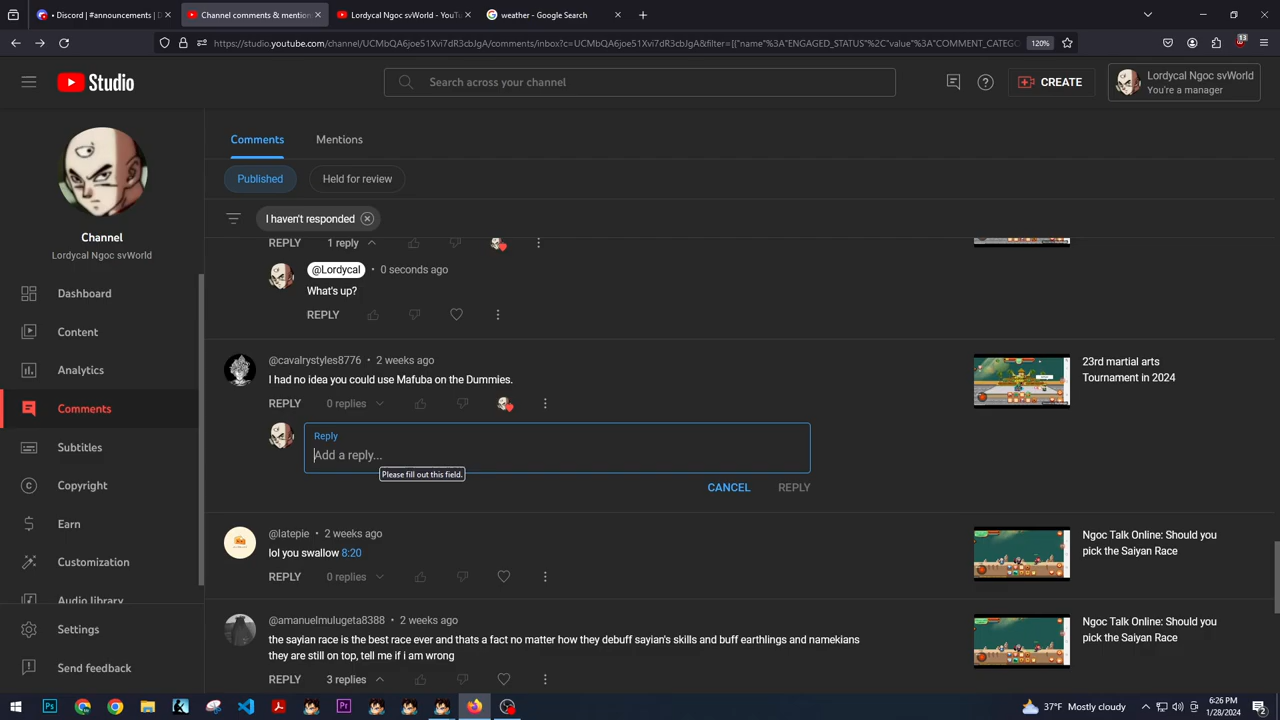 • Discord | #announcements | D
Channel comments & mention
Lordycal Ngoc svWorld - YouTu
weather - Google Search
https://studio.youtube.com/channel/UCMbQA6joe51Xvi7dR3cbJgA/comments/inbox?c=UCMbQA6joe51Xvi7dR3cbJgA&filter=[{"name"%3A"ENGAGED_STATUS"%2C"value"%3A"COMMENT_CATEGO
120%
13
Studio
Search across your channel
CREATE
Lordycal Ngoc svWorld
You're a manager
Channel
Lordycal Ngoc svWorld
Dashboard
Content
Analytics
Comments
Subtitles
Copyright
Earn
Customization
Audio library
Settings
Send feedback
Comments
Mentions
Published
Held for review
I haven't responded
REPLY
1 reply
@Lordycal • 0 seconds ago
What's up?
REPLY
@cavalrystyles8776 • 2 weeks ago
I had no idea you could use Mafuba on the Dummies.
REPLY
0 replies
23rd martial arts
Tournament in 2024
Reply
Add a reply...
Please fill out this field.
CANCEL
REPLY
@latepie • 2 weeks ago
lol you swallow 8:20
REPLY
0 replies
Ngoc Talk Online: Should you
pick the Saiyan Race
@amanuelmulugeta8388 • 2 weeks ago
the sayian race is the best race ever and thats a fact no matter how they debuff sayian's skills and buff earthlings and namekians
they are still on top, tell me if i am wrong
REPLY
3 replies
Ngoc Talk Online: Should you
pick the Saiyan Race
37°F Mostly cloudy
6:26 PM
1/28/2024
2